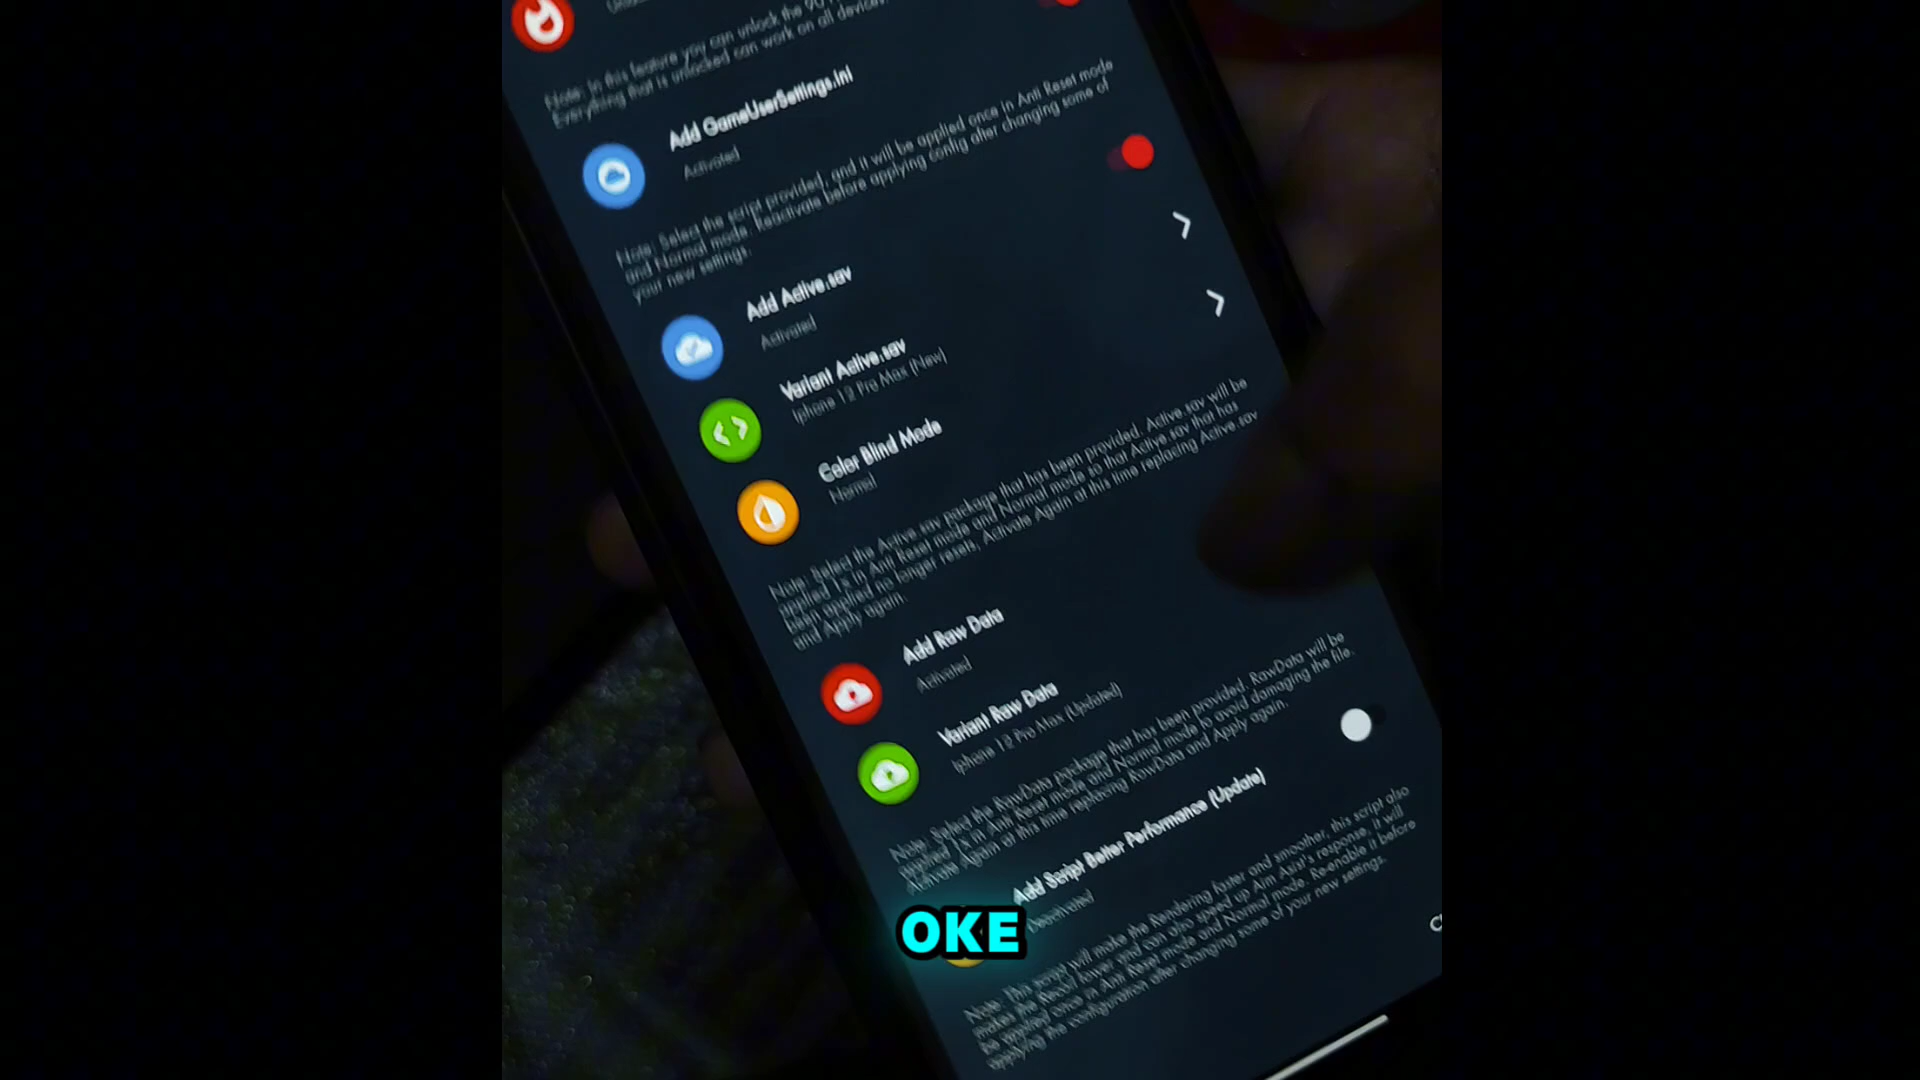 Note: In this feature you can unlock the 90
Everything that is unlocked can work on all devices.
Add GameUserSettings.ini
Activated
Note: Select the script provided, and it will be applied once in Anti Reset mode
and Normal mode. Reactivate before applying config after changing some of
your new settings.
Add Active.sav
Activated
Variant Active.sav
Iphone 12 Pro Max (New)
Color Blind Mode
Normal
Note: Select the Active.sav package that has been provided. Active.sav will be
applied 1X in Anti Reset mode and Normal mode to that Active.sav that has
been applied no longer resets, Activate Again at this time replacing Active.sav
and Apply again.
Add Raw Data
Activated
Variant Raw Data
Iphone 12 Pro Max (Updated)
Note: Select the RawData package that has been provided. RawData will be
applied 1X in Anti Reset mode and Normal mode to avoid damaging the file.
Activate Again at this time replacing RawData and Apply again.
Add Script Better Performance (Update)
Deactivated
OKE
Note: This script will make the Rendering faster and smoother, this script also
makes the Recoil lower and can also speed up Aim Asist's response, it will
be applied once in Anti Reset mode and Normal mode. Re-enable it before
applying the configuration after changing some of your new settings.